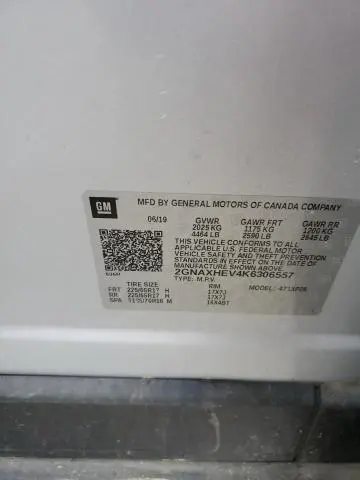 GM
MFD BY GENERAL MOTORS OF CANADA COMPANY
06/19 GVWR GAWR FRT GAWR RR
2025 KG 1175 KG 1200 KG
4464 LB 2590 LB 2645 LB
THIS VEHICLE CONFORMS TO ALL
APPLICABLE U.S. FEDERAL MOTOR
VEHICLE SAFETY, BUMPER, AND THEFT
PREVENTION STANDARDS IN EFFECT ON THE
DATE OF MANUFACTURE SHOWN ABOVE.
2GNAXHEV4K6306557
TYPE: M.P.V. MODEL:
TIRE SIZE RIM
FRT 225/65R17 H 17X7J
RR 225/65R17 H 17X7J
SPA M 16X4BT